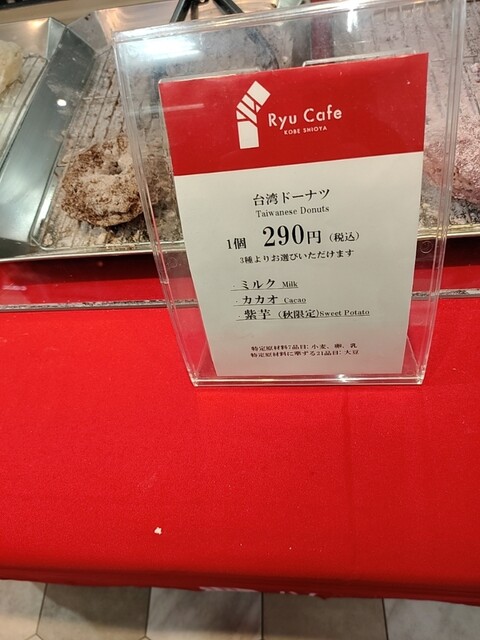 Ryu Cafe
KOBE SHIOYA
台湾ドーナツ
Taiwanese Donuts
1個 290円 (税込)
3種よりお選びいただけます
・ミルク Milk
・カカオ Cacao
・紫芋 (秋限定)Sweet Potato
特定原材料7品目: 小麦、卵、乳
特定原材料に準ずる21品目: 大豆